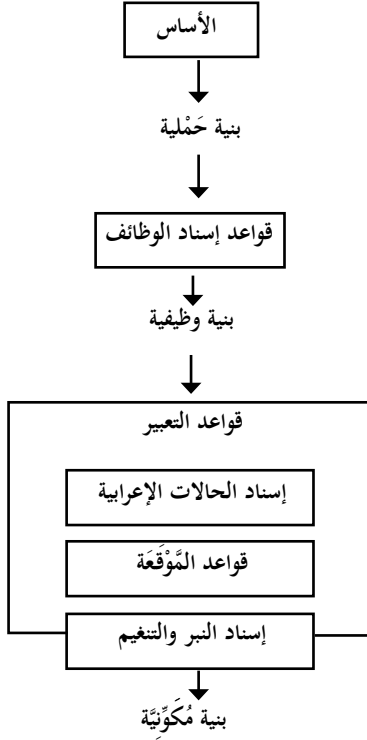 الأساس
بنية حَمْلية
قواعد إسناد الوظائف
بنية وظيفية
قواعد التعبير
إسناد الحالات الإعرابية
قواعد المَّوْقَعَة
إسناد النبر والتنغيم
بنية مُكَوِّنِيَّة